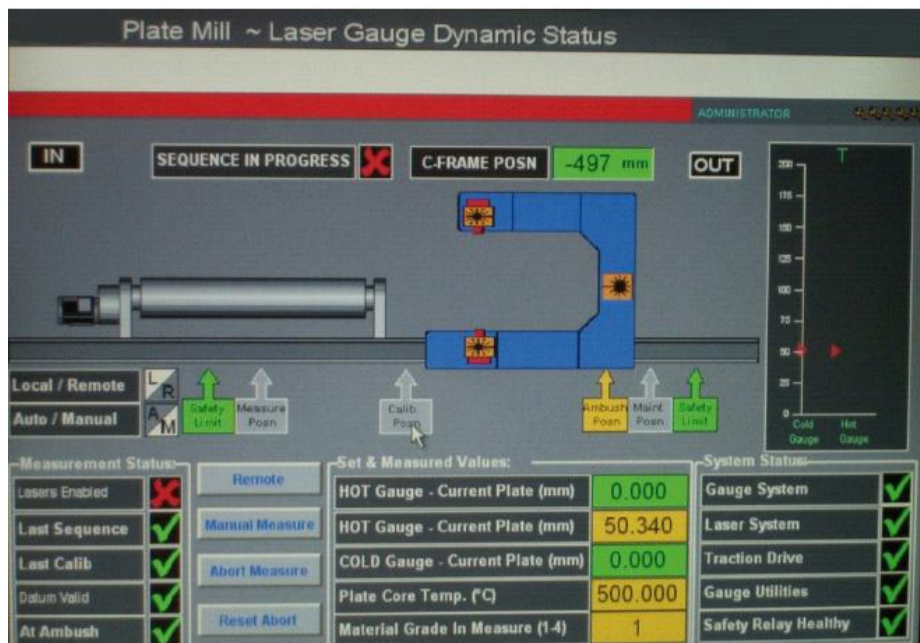 Plate Mill ~ Laser Gauge Dynamic Status
ADMINISTRATOR
IN
SEQUENCE IN PROGRESS
C-FRAME POSN
-497 mm
OUT
T
200
175
150
125
100
75
50
25
0
Cold Gauge
Hot Gauge
Local / Remote
L R
Auto / Manual
A M
Safety Limit
Measure Posn
Calib Posn
Ambush Posn
Maint Posn
Safety Limit
Measurement Status:
Lasers Enabled
Last Sequence
Last Calib
Datum Valid
At Ambush
Remote
Manual Measure
Abort Measure
Reset Abort
Set & Measured Values:
HOT Gauge - Current Plate (mm) 0.000
HOT Gauge - Current Plate (mm) 50.340
COLD Gauge - Current Plate (mm) 0.000
Plate Core Temp. (°C) 500.000
Material Grade In Measure (1-4) 1
System Status:
Gauge System
Laser System
Traction Drive
Gauge Utilities
Safety Relay Healthy